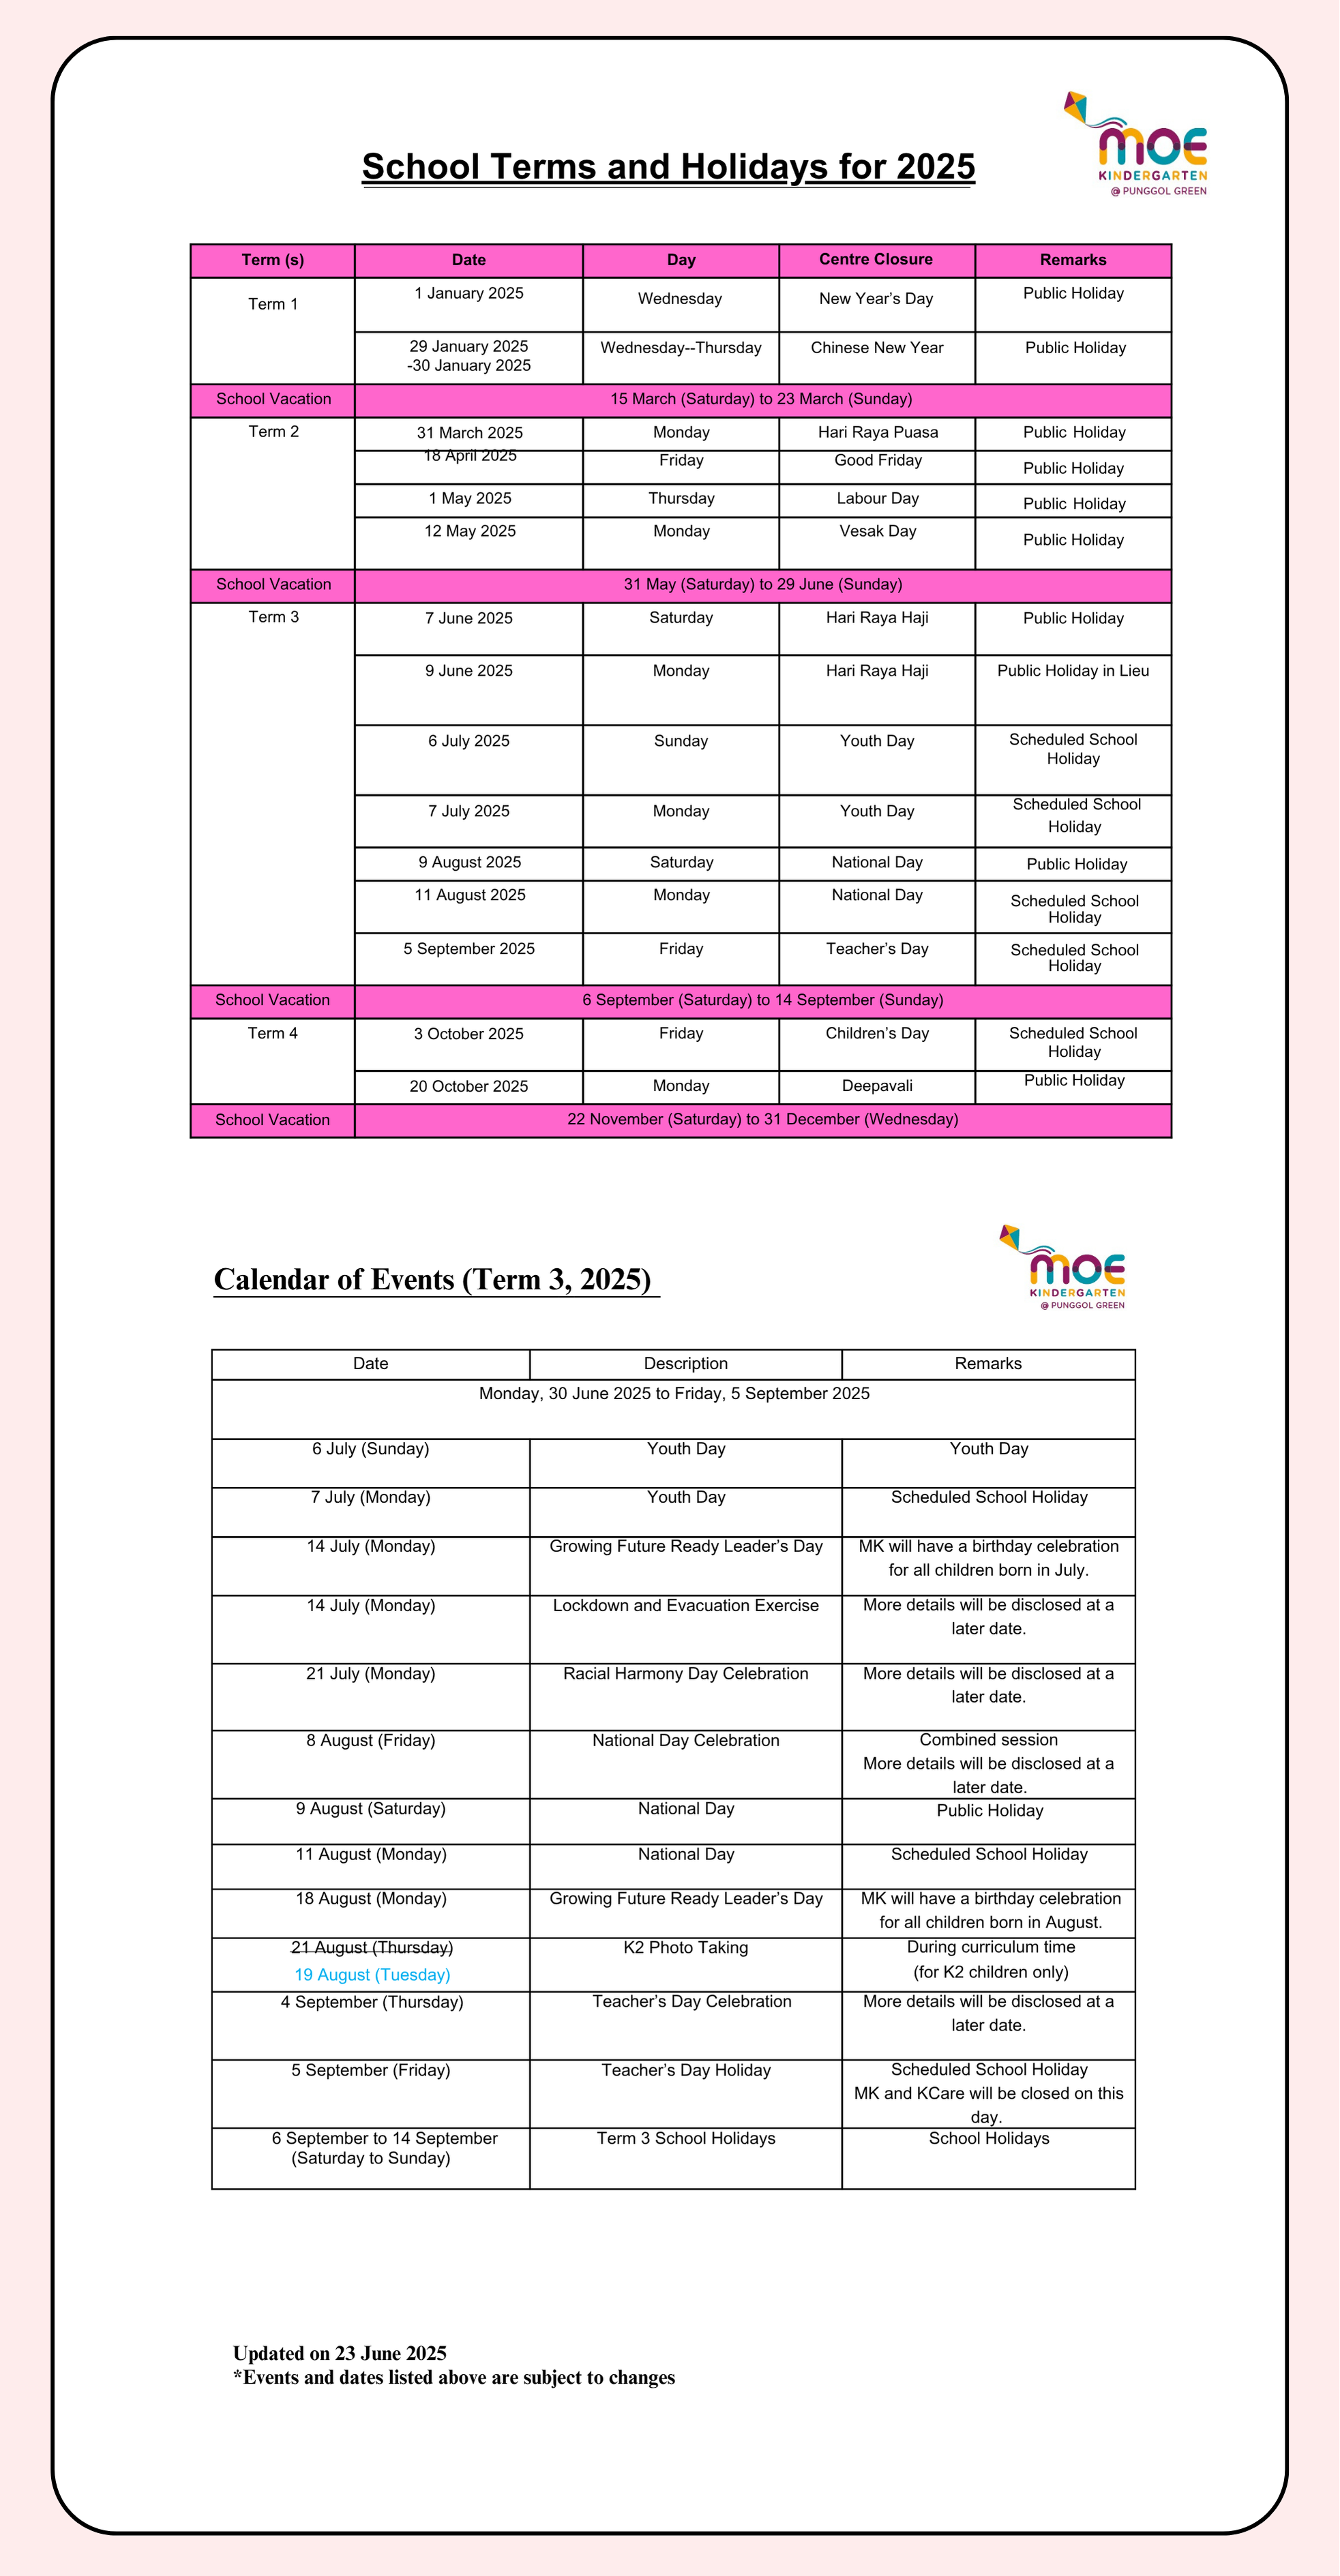 moe
KINDERGARTEN
@ PUNGGOL GREEN
School Terms and Holidays for 2025
Term (s) Date Day Centre Closure Remarks
Term 1 1 January 2025 Wednesday New Year’s Day Public Holiday
29 January 2025 Wednesday--Thursday Chinese New Year Public Holiday
-30 January 2025
School Vacation 15 March (Saturday) to 23 March (Sunday)
Term 2 31 March 2025 Monday Hari Raya Puasa Public Holiday
18 April 2025 Friday Good Friday Public Holiday
1 May 2025 Thursday Labour Day Public Holiday
12 May 2025 Monday Vesak Day Public Holiday
School Vacation 31 May (Saturday) to 29 June (Sunday)
Term 3 7 June 2025 Saturday Hari Raya Haji Public Holiday
9 June 2025 Monday Hari Raya Haji Public Holiday in Lieu
6 July 2025 Sunday Youth Day Scheduled School
Holiday
7 July 2025 Monday Youth Day Scheduled School
Holiday
9 August 2025 Saturday National Day Public Holiday
11 August 2025 Monday National Day Scheduled School
Holiday
5 September 2025 Friday Teacher’s Day Scheduled School
Holiday
School Vacation 6 September (Saturday) to 14 September (Sunday)
Term 4 3 October 2025 Friday Children’s Day Scheduled School
Holiday
20 October 2025 Monday Deepavali Public Holiday
School Vacation 22 November (Saturday) to 31 December (Wednesday)
moe
KINDERGARTEN
@ PUNGGOL GREEN
Calendar of Events (Term 3, 2025)
Date Description Remarks
Monday, 30 June 2025 to Friday, 5 September 2025
6 July (Sunday) Youth Day Youth Day
7 July (Monday) Youth Day Scheduled School Holiday
14 July (Monday) Growing Future Ready Leader’s Day MK will have a birthday celebration
for all children born in July.
14 July (Monday) Lockdown and Evacuation Exercise More details will be disclosed at a
later date.
21 July (Monday) Racial Harmony Day Celebration More details will be disclosed at a
later date.
8 August (Friday) National Day Celebration Combined session
More details will be disclosed at a
later date.
9 August (Saturday) National Day Public Holiday
11 August (Monday) National Day Scheduled School Holiday
18 August (Monday) Growing Future Ready Leader’s Day MK will have a birthday celebration
for all children born in August.
21 August (Thursday) K2 Photo Taking During curriculum time
19 August (Tuesday) (for K2 children only)
4 September (Thursday) Teacher’s Day Celebration More details will be disclosed at a
later date.
5 September (Friday) Teacher’s Day Holiday Scheduled School Holiday
MK and KCare will be closed on this
day.
6 September to 14 September Term 3 School Holidays School Holidays
(Saturday to Sunday)
Updated on 23 June 2025
*Events and dates listed above are subject to changes